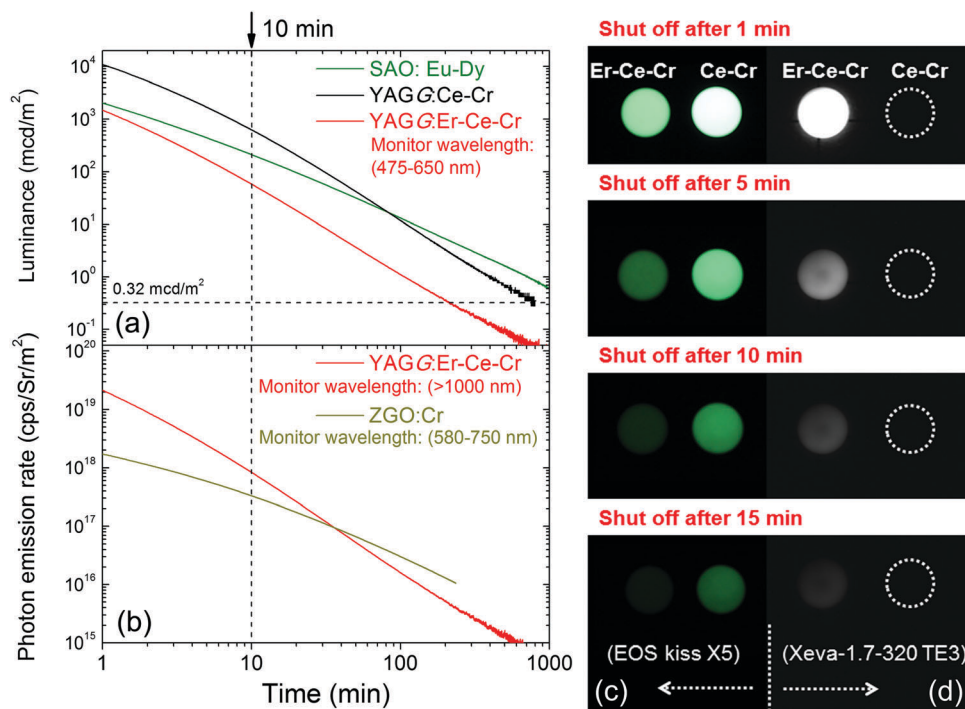 10 min
Luminance (mcd/m²)
10⁴
10³
10²
10¹
10⁰
10⁻¹
SAO: Eu-Dy
YAGG:Ce-Cr
YAGG:Er-Ce-Cr
Monitor wavelength:
(475-650 nm)
0.32 mcd/m²
(a)
Photon emission rate (cps/Sr/m²)
10²⁰
10¹⁹
10¹⁸
10¹⁷
10¹⁶
10¹⁵
YAGG:Er-Ce-Cr
Monitor wavelength: (>1000 nm)
ZGO:Cr
Monitor wavelength: (580-750 nm)
(b)
1 10 100 1000
Time (min)
Shut off after 1 min
Er-Ce-Cr Ce-Cr Er-Ce-Cr Ce-Cr
Shut off after 5 min
Shut off after 10 min
Shut off after 15 min
(EOS kiss X5) (Xeva-1.7-320 TE3)
(c) (d)